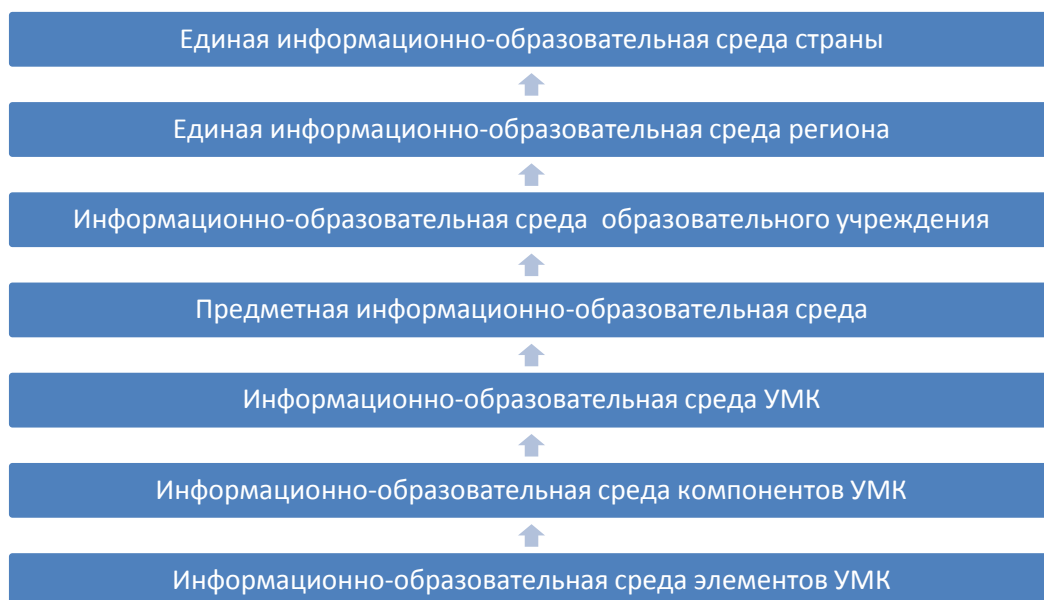 Единая информационно-образовательная среда страны
Единая информационно-образовательная среда региона
Информационно-образовательная среда  образовательного учреждения
Предметная информационно-образовательная среда
Информационно-образовательная среда УМК
Информационно-образовательная среда компонентов УМК
Информационно-образовательная среда элементов УМК